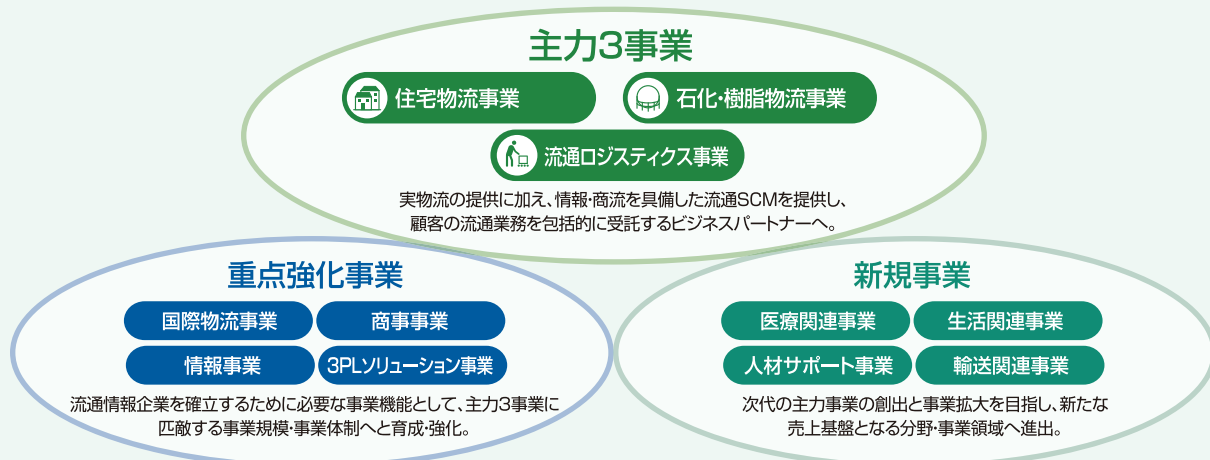 主力3事業
住宅物流事業
石化・樹脂物流事業
流通ロジスティクス事業
実物流の提供に加え、情報・商流を具備した流通SCMを提供し、
顧客の流通業務を包括的に受託するビジネスパートナーへ。
重点強化事業
国際物流事業
商事事業
情報事業
3PLソリューション事業
流通情報企業を確立するために必要な事業機能として、主力3事業に
匹敵する事業規模・事業体制へと育成・強化。
新規事業
医療関連事業
生活関連事業
人材サポート事業
輸送関連事業
次代の主力事業の創出と事業拡大を目指し、新たな
売上基盤となる分野・事業領域へ進出。